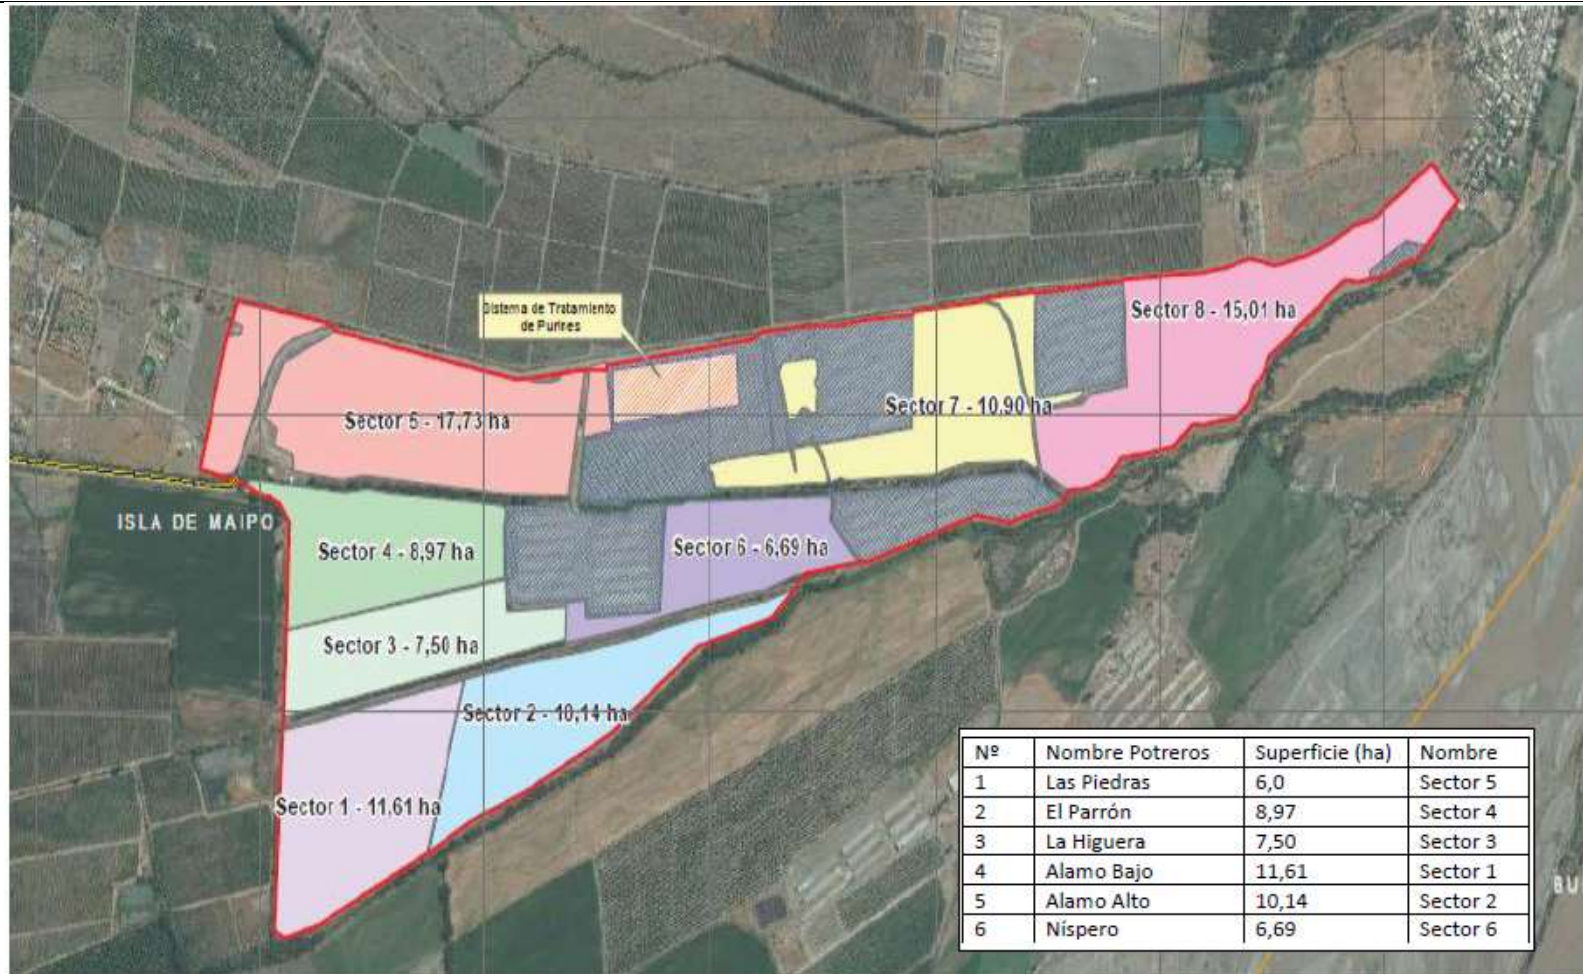 Sistema de Tratamiento
de Purines
Sector 8 - 15,01 ha
Sector 5 - 17,73 ha
Sector 7 - 10,90 ha
ISLA DE MAIPO
Sector 4 - 8,97 ha
Sector 6 - 6,69 ha
Sector 3 - 7,50 ha
Sector 2 - 10,14 ha
Sector 1 - 11,61 ha
Nº Nombre Potreros Superficie (ha) Nombre
1 Las Piedras 6,0 Sector 5
2 El Parrón 8,97 Sector 4
3 La Higuera 7,50 Sector 3
4 Alamo Bajo 11,61 Sector 1
5 Alamo Alto 10,14 Sector 2
6 Níspero 6,69 Sector 6
BU